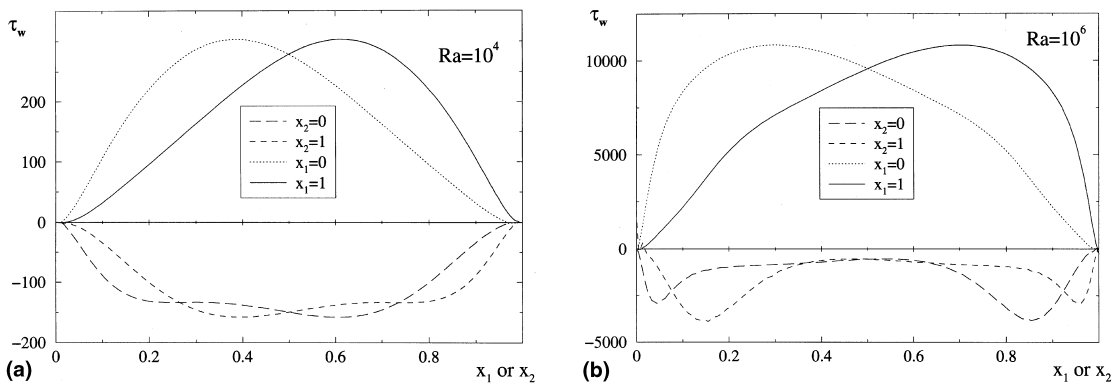 τw
Ra=10⁴
300
200
100
0
−100
−200
x₂=0
x₂=1
x₁=0
x₁=1
0
0.2
0.4
0.6
0.8
x₁ or x₂
(a)
τw
Ra=10⁶
10000
5000
0
−5000
x₂=0
x₂=1
x₁=0
x₁=1
0
0.2
0.4
0.6
0.8
x₁ or x₂
(b)